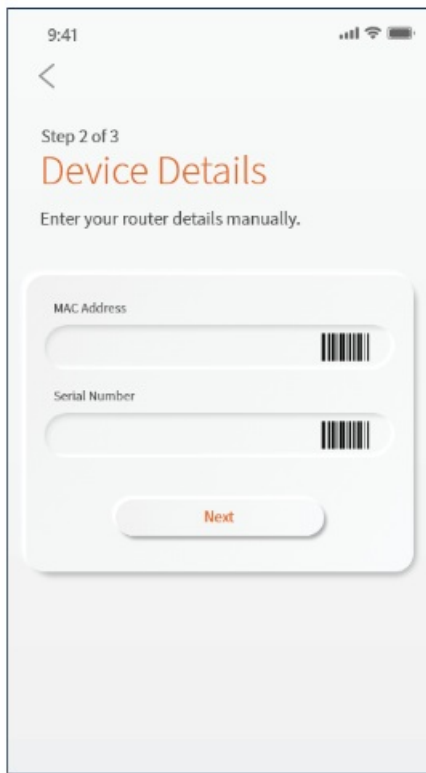 9:41
Step 2 of 3
Device Details
Enter your router details manually.
MAC Address
Serial Number
Next